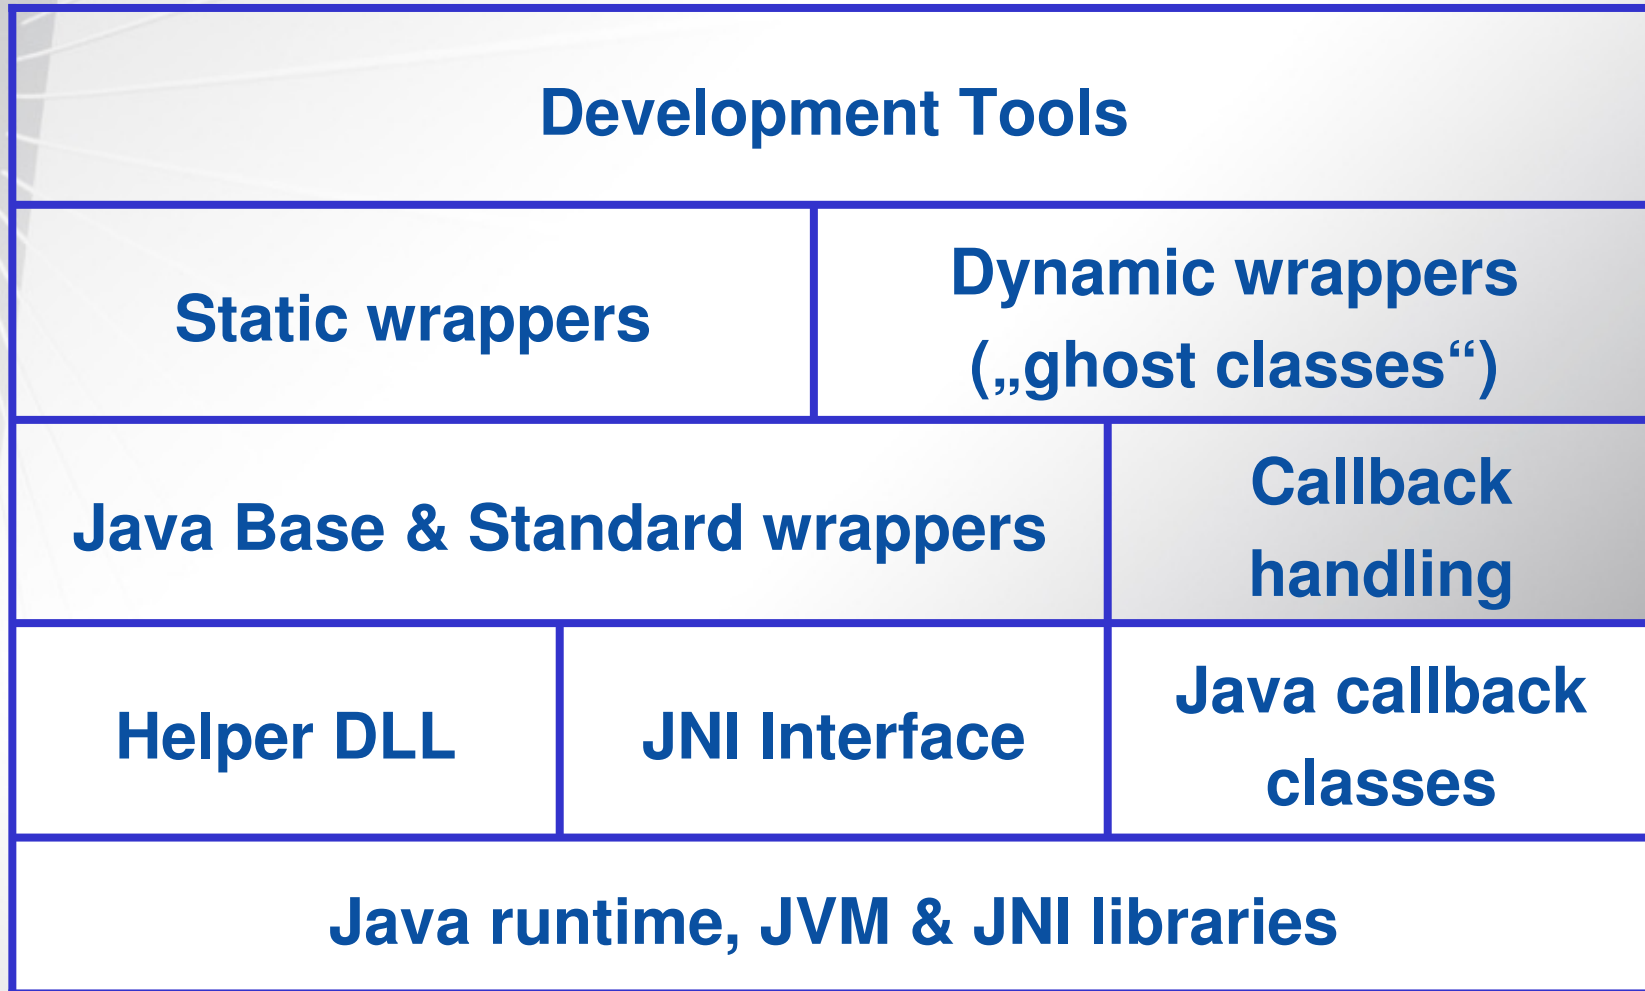 Development Tools
Static wrappers
Dynamic wrappers
(„ghost classes“)
Java Base & Standard wrappers
Callback
handling
Helper DLL
JNI Interface
Java callback
classes
Java runtime, JVM & JNI libraries